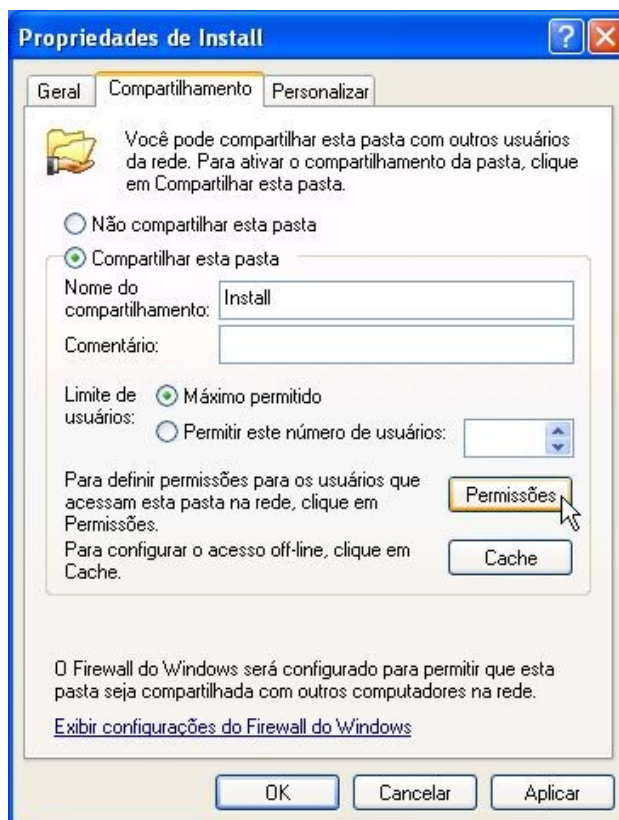 Propriedades de Install
Geral Compartilhamento Personalizar
Você pode compartilhar esta pasta com outros usuários
da rede. Para ativar o compartilhamento da pasta, clique
em Compartilhar esta pasta.
Não compartilhar esta pasta
Compartilhar esta pasta
Nome do
compartilhamento: Install
Comentário:
Limite de
usuários:
Máximo permitido
Permitir este número de usuários:
Para definir permissões para os usuários que
acessam esta pasta na rede, clique em
Permissões.
Permissões
Para configurar o acesso off-line, clique em
Cache.
Cache
O Firewall do Windows será configurado para permitir que esta
pasta seja compartilhada com outros computadores na rede.
Exibir configurações do Firewall do Windows
OK Cancelar Aplicar